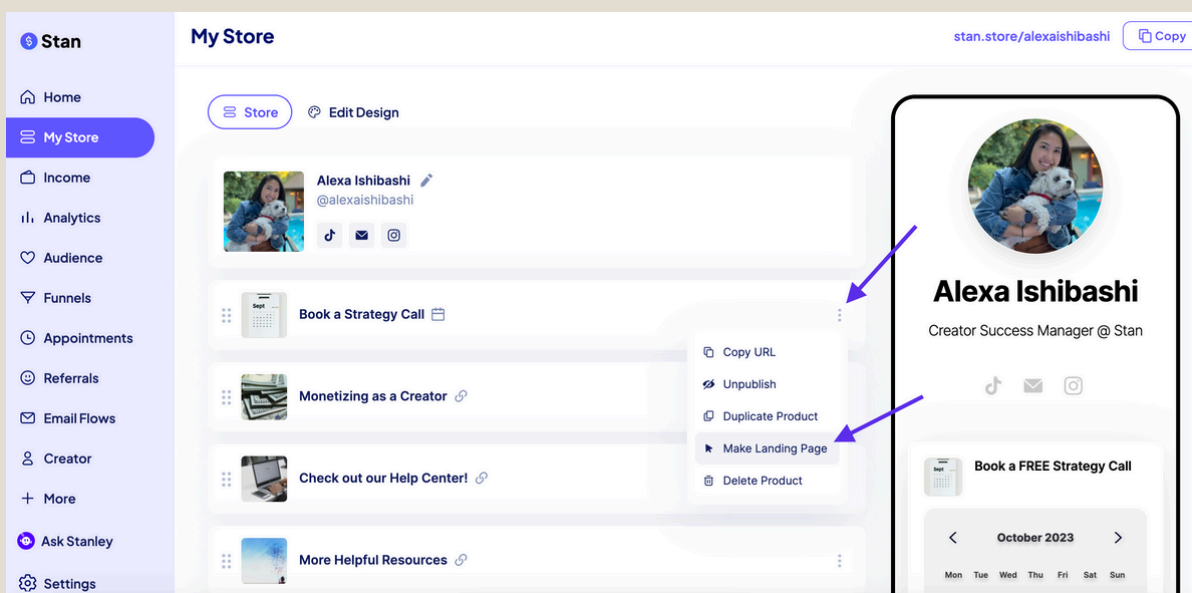 Stan
My Store
stan.store/alexaishibashi
Copy
Home
My Store
Income
Analytics
Audience
Funnels
Appointments
Referrals
Email Flows
Creator
More
Ask Stanley
Settings
Store
Edit Design
Alexa Ishibashi
@alexaishibashi
Sept
Book a Strategy Call
Copy URL
Unpublish
Duplicate Product
Make Landing Page
Delete Product
Monetizing as a Creator
Check out our Help Center!
More Helpful Resources
Alexa Ishibashi
Creator Success Manager @ Stan
Sept
Book a FREE Strategy Call
October 2023
Mon Tue Wed Thu Fri Sat Sun